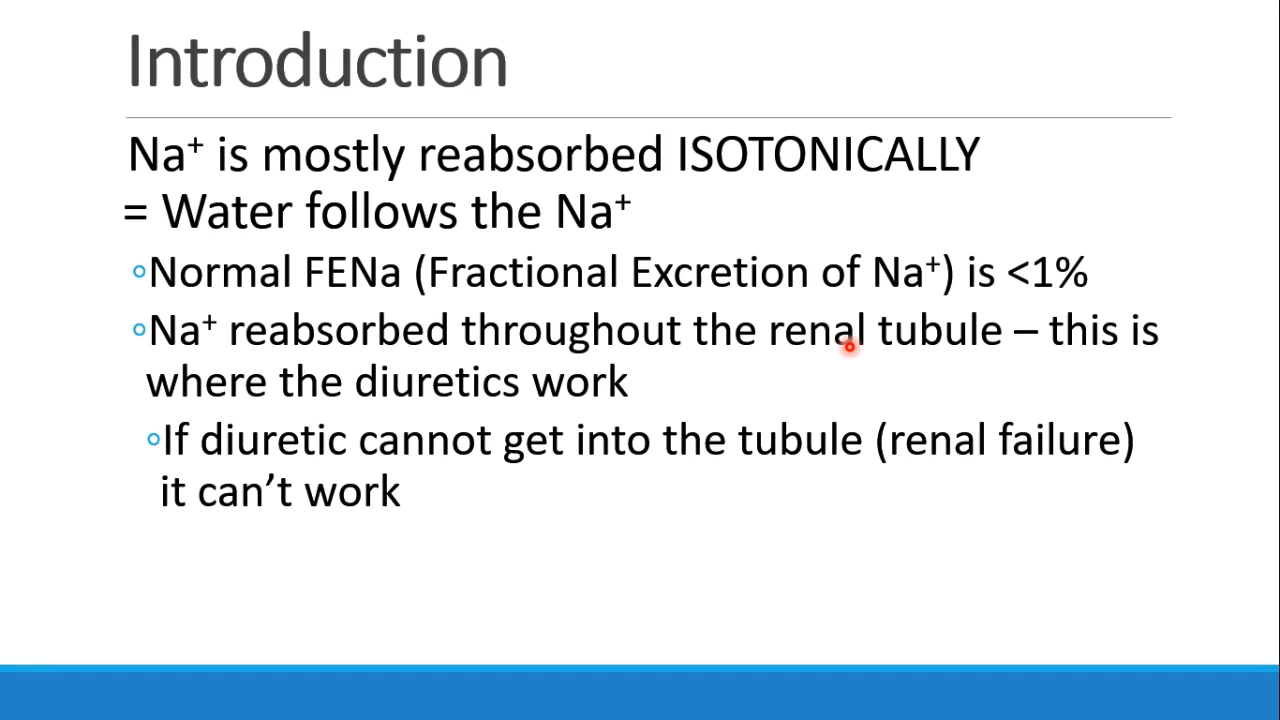 Introduction
Na⁺ is mostly reabsorbed ISOTONICALLY
= Water follows the Na⁺
◦Normal FENa (Fractional Excretion of Na⁺) is <1%
◦Na⁺ reabsorbed throughout the renal tubule – this is
where the diuretics work
◦If diuretic cannot get into the tubule (renal failure)
it can’t work